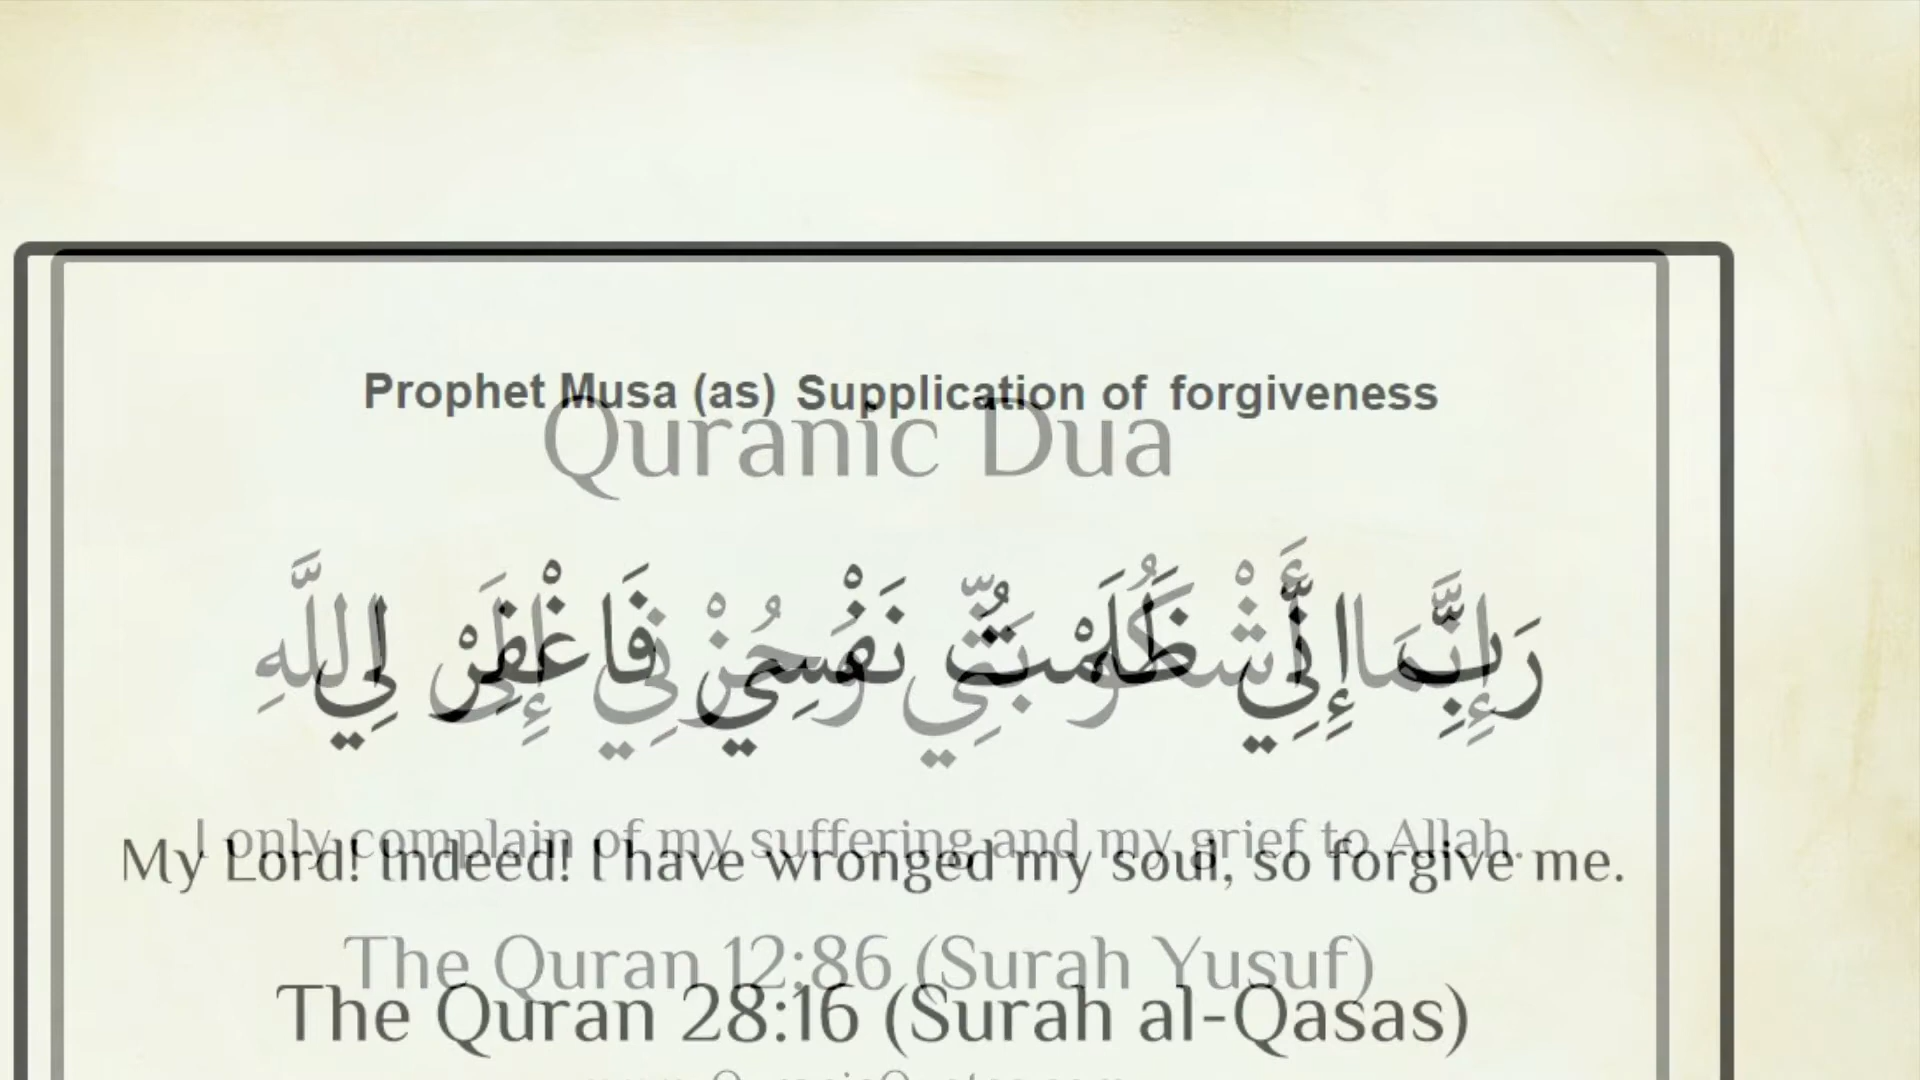 Prophet Musa (as) Supplication of forgiveness
Quranic Dua
رَبِّ إِنِّي ظَلَمْتُ نَفْسِي فَاغْفِرْ لِي
إِنَّمَا أَشْكُو بَثِّي وَحُزْنِي إِلَى اللَّهِ
I only complain of my suffering and my grief to Allah.
My Lord! Indeed! I have wronged my soul, so forgive me.
The Quran 12:86 (Surah Yusuf)
The Quran 28:16 (Surah al-Qasas)